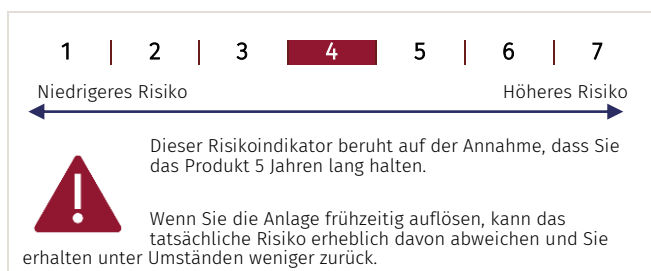 1 | 2 | 3 | 4 | 5 | 6 | 7
Niedrigeres Risiko Höheres Risiko
Dieser Risikoindikator beruht auf der Annahme, dass Sie
das Produkt 5 Jahren lang halten.
Wenn Sie die Anlage frühzeitig auflösen, kann das
tatsächliche Risiko erheblich davon abweichen und Sie
erhalten unter Umständen weniger zurück.